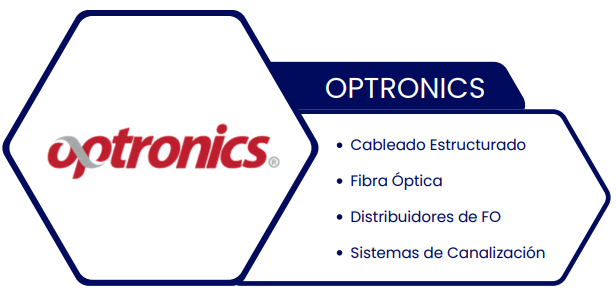 optronics®
OPTRONICS
• Cableado Estructurado
• Fibra Óptica
• Distribuidores de FO
• Sistemas de Canalización